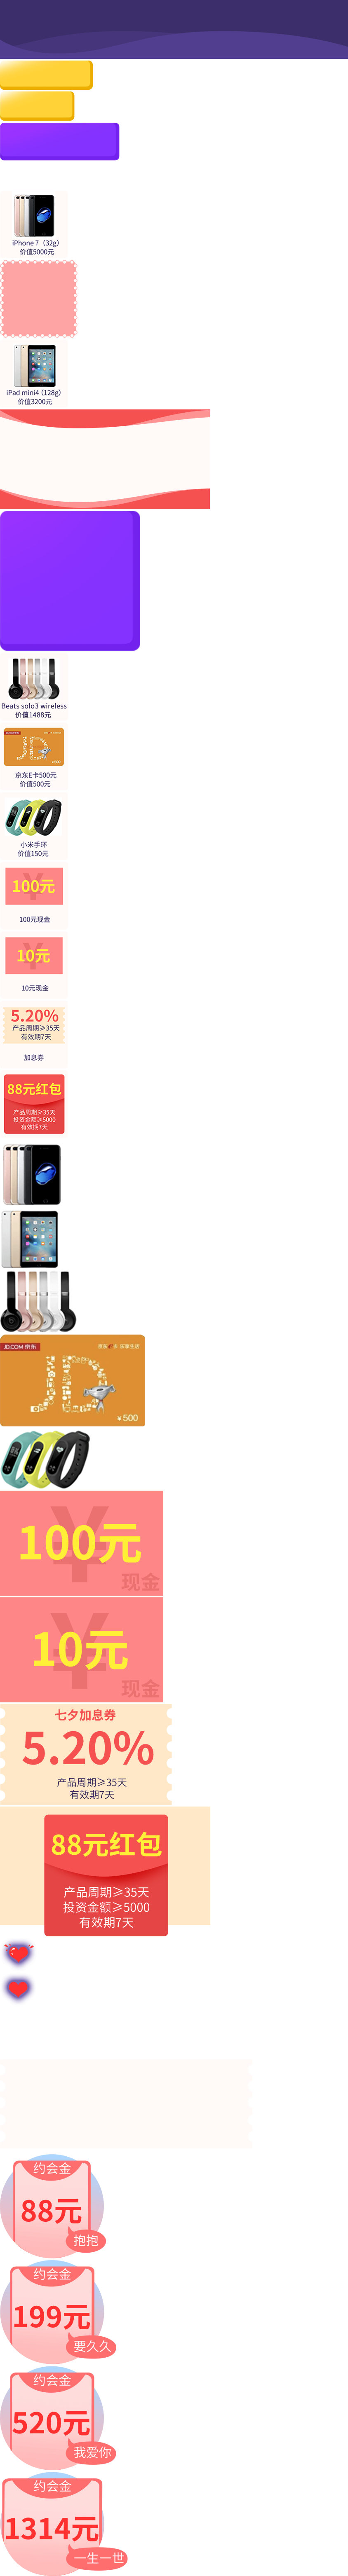 iPhone 7（32g）
价值5000元
iPad mini4 (128g)
价值3200元
Beats solo3 wireless
价值1488元
¥500
京东E卡500元
价值500元
小米手环
价值150元
¥
100元
100元现金
¥
10元
10元现金
5.20%
产品周期≥35天
有效期7天
加息券
88元红包
产品周期≥35天
投资金额≥5000
有效期7天
JD.COM 京东
JD
¥500
¥
100元
现金
¥
10元
现金
七夕加息券
5.20%
产品周期≥35天
有效期7天
88元红包
产品周期≥35天
投资金额≥5000
有效期7天
约会金
88元
抱抱
约会金
199元
要久久
约会金
520元
我爱你
约会金
1314元
一生一世